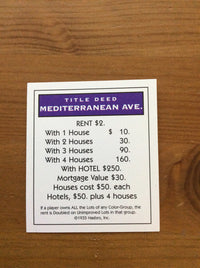 TITLE DEED
MEDITERRANEAN AVE.
RENT $2.
With 1 House $ 10.
With 2 Houses 30.
With 3 Houses 90.
With 4 Houses 160.
With HOTEL $250.
Mortgage Value $30.
Houses cost $50. each
Hotels, $50. plus 4 houses
If a player owns ALL the Lots of any Color-Group, the
rent is Doubled on Unimproved Lots in that group.
©1935 Hasbro, Inc.